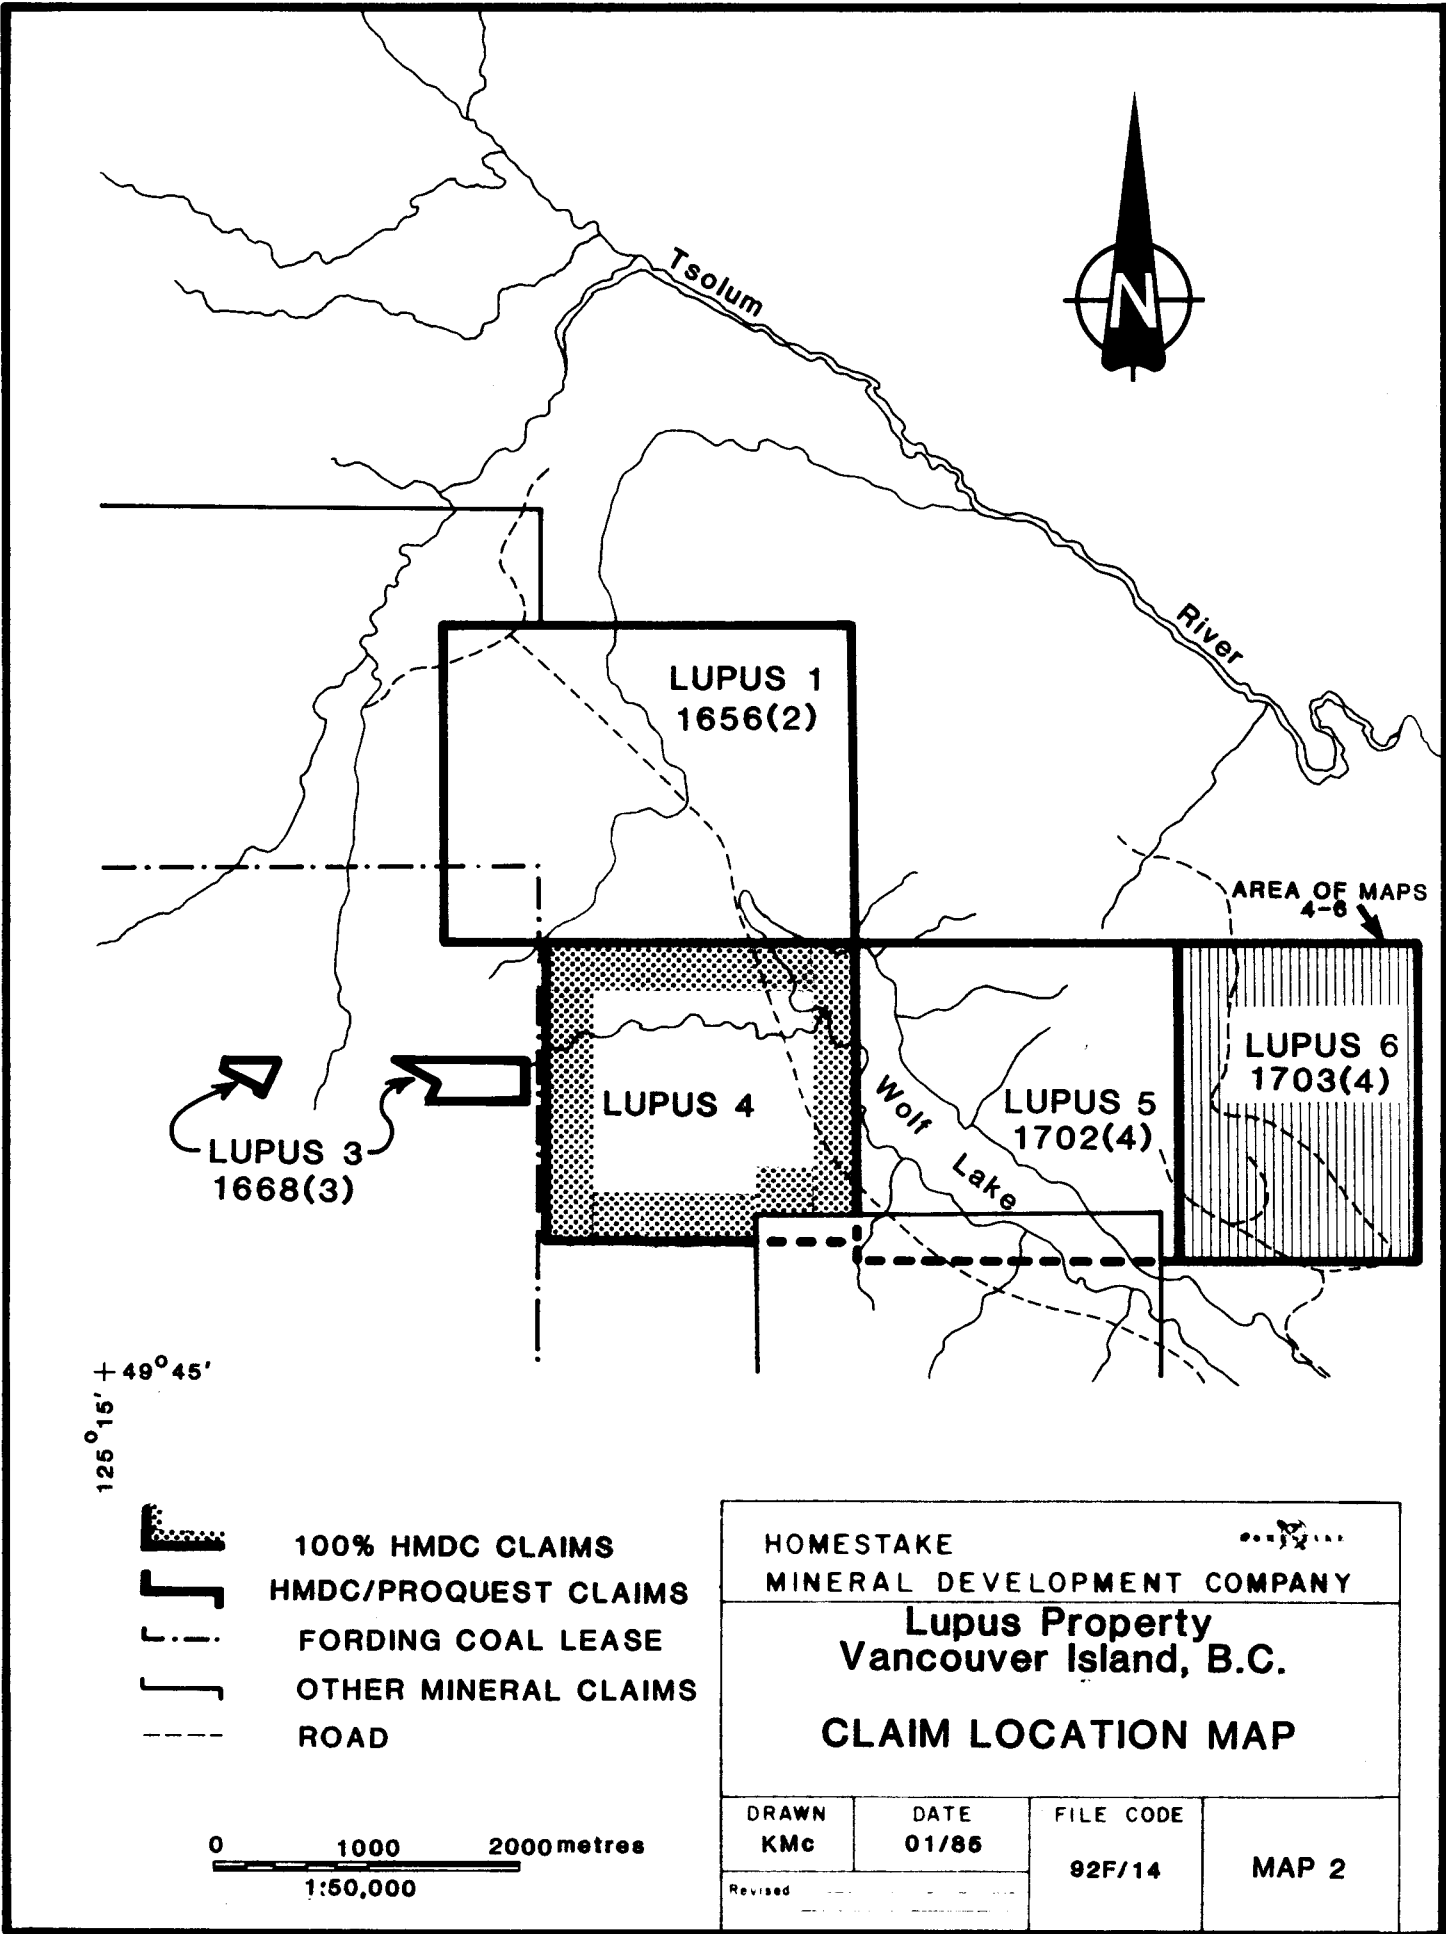 Tsolum
N
River
LUPUS 1
1656(2)
AREA OF MAPS
4-6
LUPUS 6
1703(4)
LUPUS 4
Wolf
Lake
LUPUS 5
1702(4)
LUPUS 3
1668(3)
49°45'
125°15'
100% HMDC CLAIMS
HMDC/PROQUEST CLAIMS
FORDING COAL LEASE
OTHER MINERAL CLAIMS
ROAD
0 1000 2000 metres
1:50,000
HOMESTAKE
MINERAL DEVELOPMENT COMPANY
Lupus Property
Vancouver Island, B.C.
CLAIM LOCATION MAP
DRAWN
KMc
DATE
01/85
FILE CODE
92F/14
MAP 2
Revised